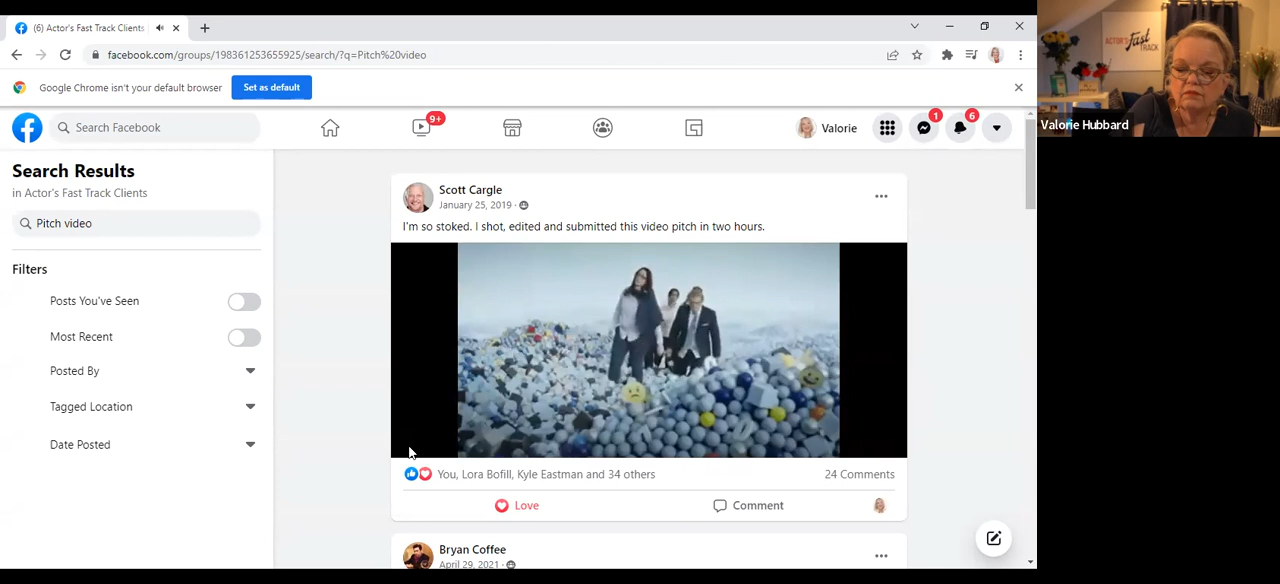 (6) Actor's Fast Track Clients
facebook.com/groups/198361253655925/search/?q=Pitch%20video
Google Chrome isn't your default browser
Set as default
ACTOR'S
Fast
TRACK
Valorie Hubbard
Search Facebook
9+
Valorie
1
6
Search Results
in Actor's Fast Track Clients
Pitch video
Filters
Posts You've Seen
Most Recent
Posted By
Tagged Location
Date Posted
Scott Cargle
January 25, 2019 ·
I'm so stoked. I shot, edited and submitted this video pitch in two hours.
You, Lora Bofill, Kyle Eastman and 34 others
24 Comments
Love
Comment
Bryan Coffee
April 29, 2021 ·